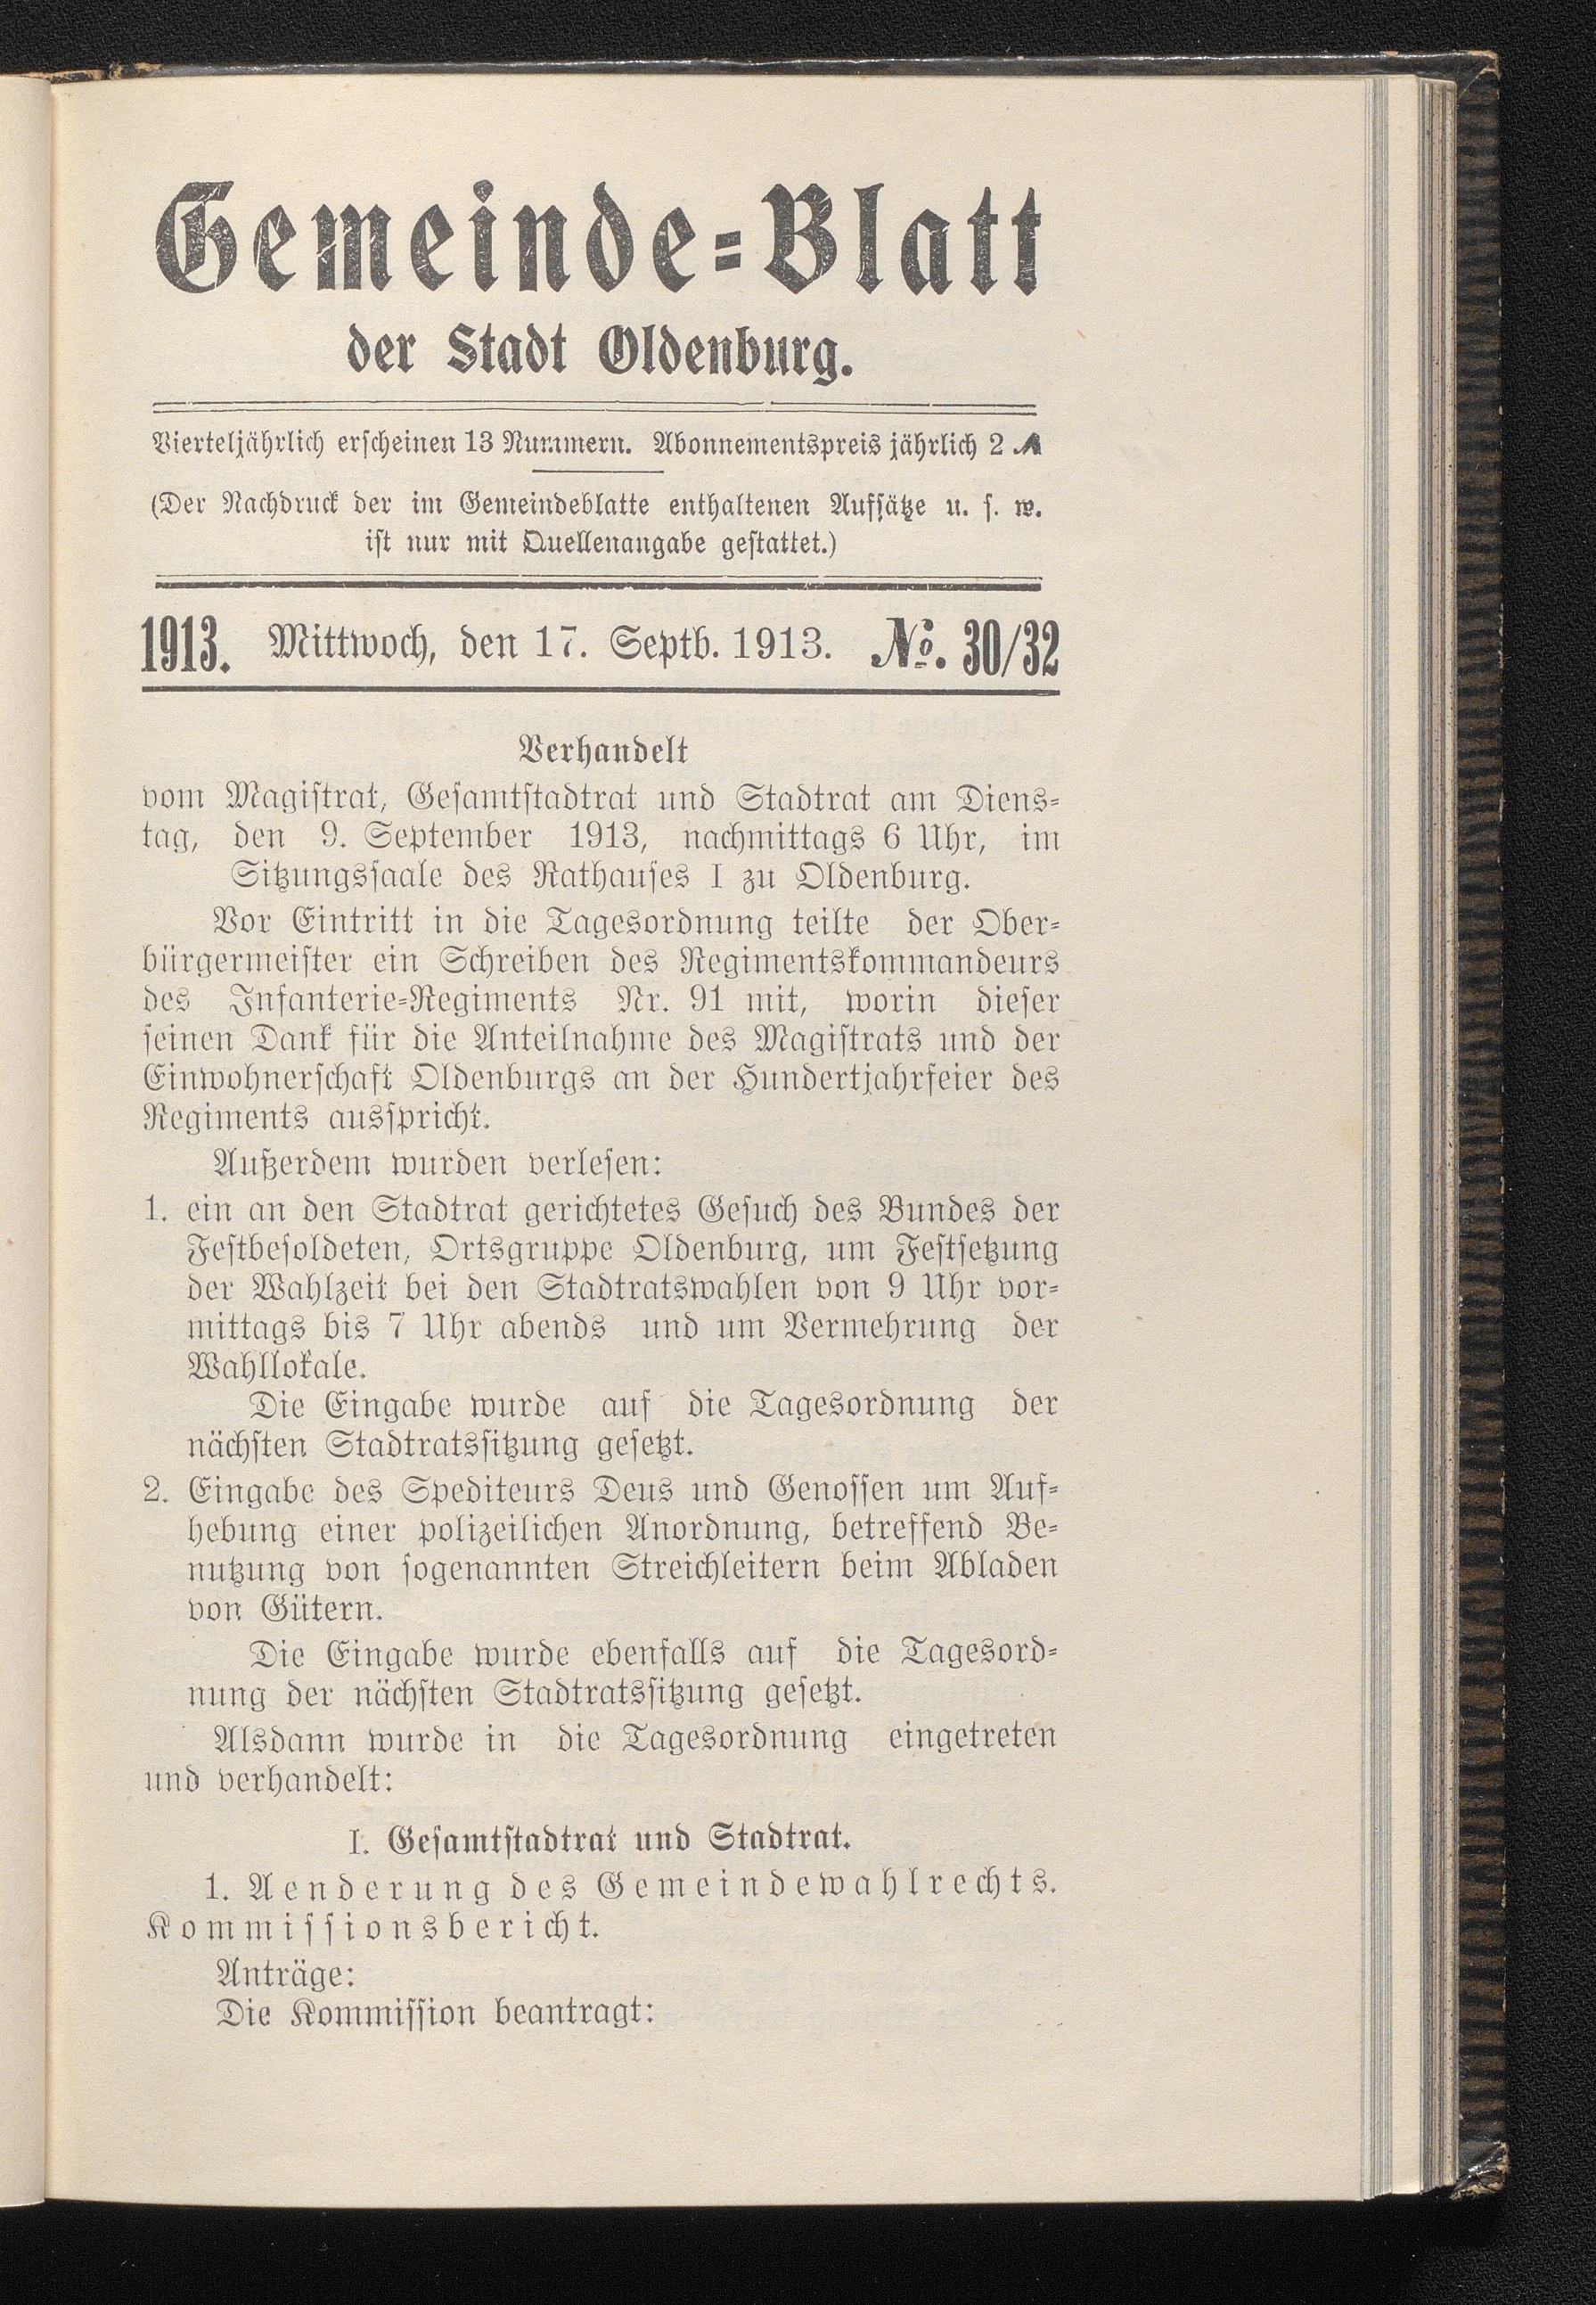 Gemeinde-Blatt
der Stadt Oldenburg.
Vierteljährlich erscheinen 13 Nummern. Abonnementspreis jährlich 2 ℳ
(Der Nachdruck der im Gemeindeblatte enthaltenen Aufsätze u. s. w.
ist nur mit Quellenangabe gestattet.)
1913. Mittwoch, den 17. Septb. 1913. №. 30/32
Verhandelt
vom Magistrat, Gesamtstadtrat und Stadtrat am Diens-
tag, den 9. September 1913, nachmittags 6 Uhr, im
Sitzungssaale des Rathauses I zu Oldenburg.
Vor Eintritt in die Tagesordnung teilte der Ober-
bürgermeister ein Schreiben des Regimentskommandeurs
des Infanterie-Regiments Nr. 91 mit, worin dieser
seinen Dank für die Anteilnahme des Magistrats und der
Einwohnerschaft Oldenburgs an der Hundertjahrfeier des
Regiments ausspricht.
Außerdem wurden verlesen:
1. ein an den Stadtrat gerichtetes Gesuch des Bundes der
Festbesoldeten, Ortsgruppe Oldenburg, um Festsetzung
der Wahlzeit bei den Stadtratswahlen von 9 Uhr vor-
mittags bis 7 Uhr abends und um Vermehrung der
Wahllokale.
Die Eingabe wurde auf die Tagesordnung der
nächsten Stadtratssitzung gesetzt.
2. Eingabe des Spediteurs Deus und Genossen um Auf-
hebung einer polizeilichen Anordnung, betreffend Be-
nutzung von sogenannten Streichleitern beim Abladen
von Gütern.
Die Eingabe wurde ebenfalls auf die Tagesord-
nung der nächsten Stadtratssitzung gesetzt.
Alsdann wurde in die Tagesordnung eingetreten
und verhandelt:
I. Gesamtstadtrat und Stadtrat.
1. Aenderung des Gemeindewahlrechts.
Kommissionsbericht.
Anträge:
Die Kommission beantragt: